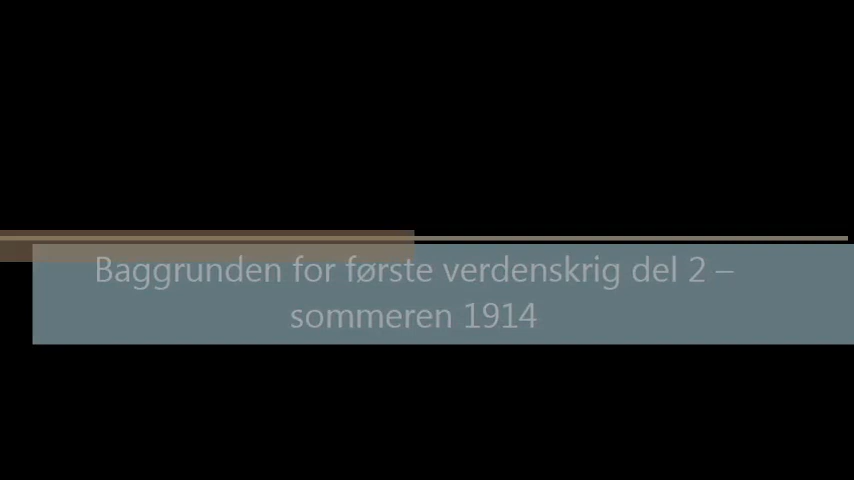 Baggrunden for første verdenskrig del 2 –
sommeren 1914